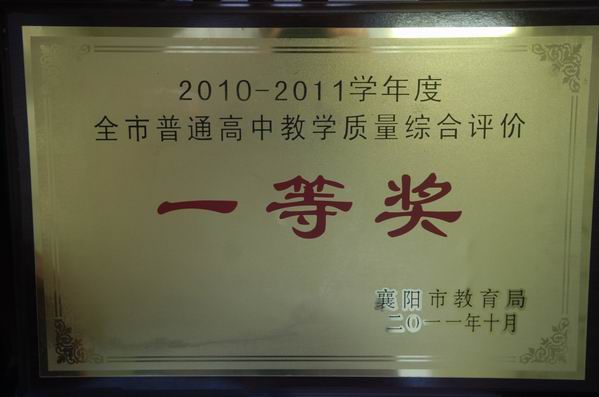 2010-2011学年度
全市普通高中教学质量综合评价
一等奖
襄阳市教育局
二〇一一年十月